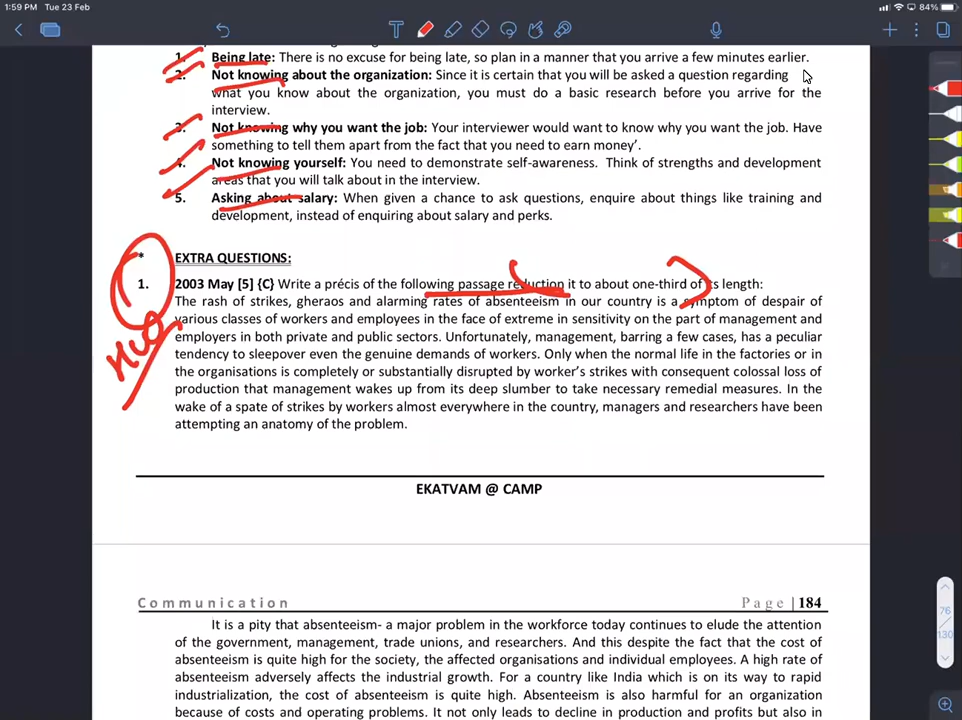 1:59 PM Tue 23 Feb
84%
1. Being late: There is no excuse for being late, so plan in a manner that you arrive a few minutes earlier.
2. Not knowing about the organization: Since it is certain that you will be asked a question regarding
what you know about the organization, you must do a basic research before you arrive for the
interview.
3. Not knowing why you want the job: Your interviewer would want to know why you want the job. Have
something to tell them apart from the fact that you need to earn money’.
4. Not knowing yourself: You need to demonstrate self-awareness. Think of strengths and development
areas that you will talk about in the interview.
5. Asking about salary: When given a chance to ask questions, enquire about things like training and
development, instead of enquiring about salary and perks.
* EXTRA QUESTIONS:
1. 2003 May [5] {C} Write a précis of the following passage reduction it to about one-third of its length:
The rash of strikes, gheraos and alarming rates of absenteeism in our country is a symptom of despair of
various classes of workers and employees in the face of extreme in sensitivity on the part of management and
employers in both private and public sectors. Unfortunately, management, barring a few cases, has a peculiar
tendency to sleepover even the genuine demands of workers. Only when the normal life in the factories or in
the organisations is completely or substantially disrupted by worker’s strikes with consequent colossal loss of
production that management wakes up from its deep slumber to take necessary remedial measures. In the
wake of a spate of strikes by workers almost everywhere in the country, managers and researchers have been
attempting an anatomy of the problem.
EKATVAM @ CAMP
Communication Page | 184
It is a pity that absenteeism- a major problem in the workforce today continues to elude the attention
of the government, management, trade unions, and researchers. And this despite the fact that the cost of
absenteeism is quite high for the society, the affected organisations and individual employees. A high rate of
absenteeism adversely affects the industrial growth. For a country like India which is on its way to rapid
industrialization, the cost of absenteeism is quite high. Absenteeism is also harmful for an organization
because of costs and operating problems. It not only leads to decline in production and profits but also in
76
130